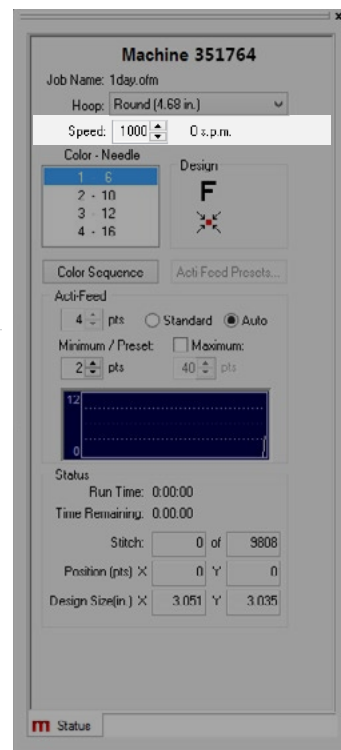 x
Machine 351764
Job Name: 1day.ofm
Hoop: Round (4.68 in.)
Speed: 1000 0 s.p.m.
Color - Needle
Design
1 - 6
2 - 10
3 - 12
4 - 16
F
Color Sequence Acti Feed Presets...
Acti-Feed
4 pts Standard Auto
Minimum / Preset: Maximum:
2 pts 40 pts
12
0
Status
Run Time: 0:00:00
Time Remaining: 0:00:00
Stitch: 0 of 9808
Position (pts) X 0 Y 0
Design Size(in.) X 3.051 Y 3.035
m Status